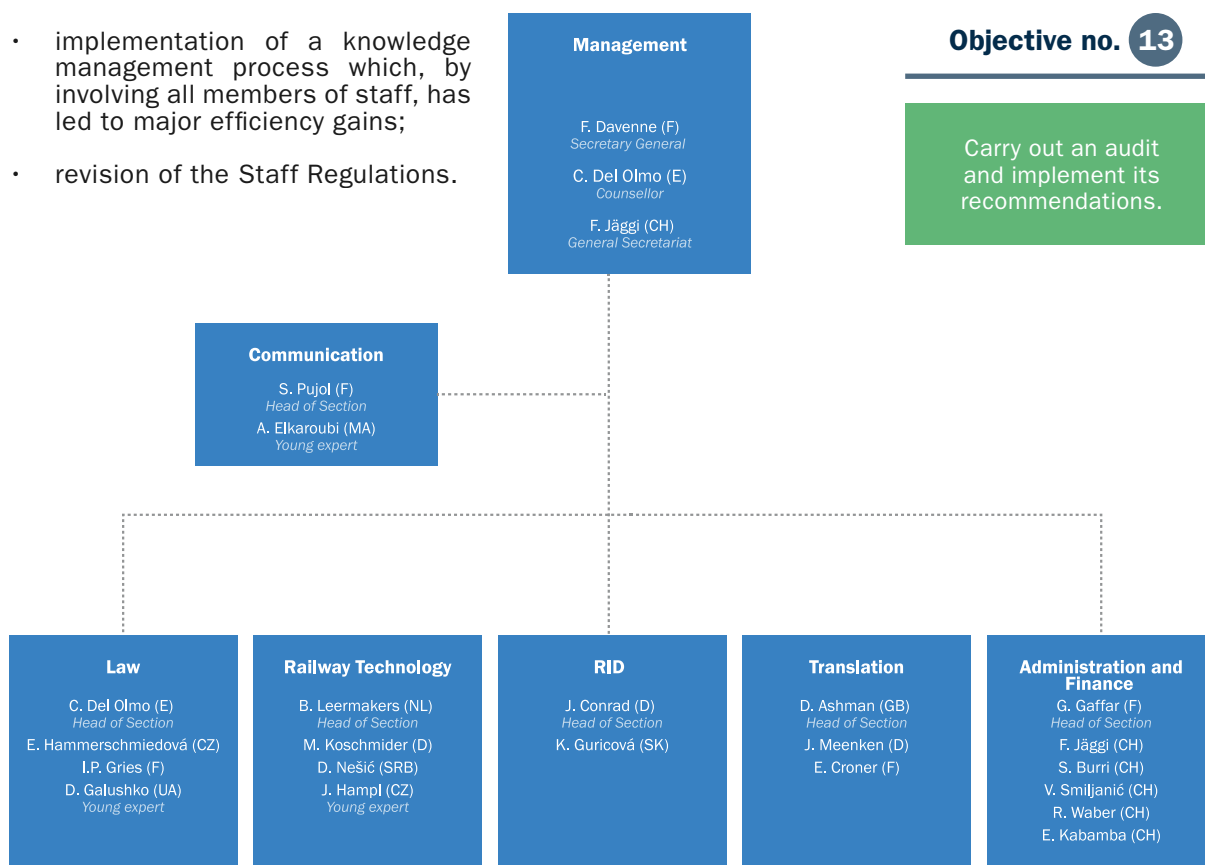 · implementation of a knowledge
management process which, by
involving all members of staff, has
led to major efficiency gains;
· revision of the Staff Regulations.
Objective no. 13
Carry out an audit
and implement its
recommendations.
Management
F. Davenne (F)
Secretary General
C. Del Olmo (E)
Counsellor
F. Jäggi (CH)
General Secretariat
Communication
S. Pujol (F)
Head of Section
A. Elkaroubi (MA)
Young expert
Law
C. Del Olmo (E)
Head of Section
E. Hammerschmiedová (CZ)
I.P. Gries (F)
D. Galushko (UA)
Young expert
Railway Technology
B. Leermakers (NL)
Head of Section
M. Koschmider (D)
D. Nešić (SRB)
J. Hampl (CZ)
Young expert
RID
J. Conrad (D)
Head of Section
K. Guricová (SK)
Translation
D. Ashman (GB)
Head of Section
J. Meenken (D)
E. Croner (F)
Administration and
Finance
G. Gaffar (F)
Head of Section
F. Jäggi (CH)
S. Burri (CH)
V. Smiljanić (CH)
R. Waber (CH)
E. Kabamba (CH)